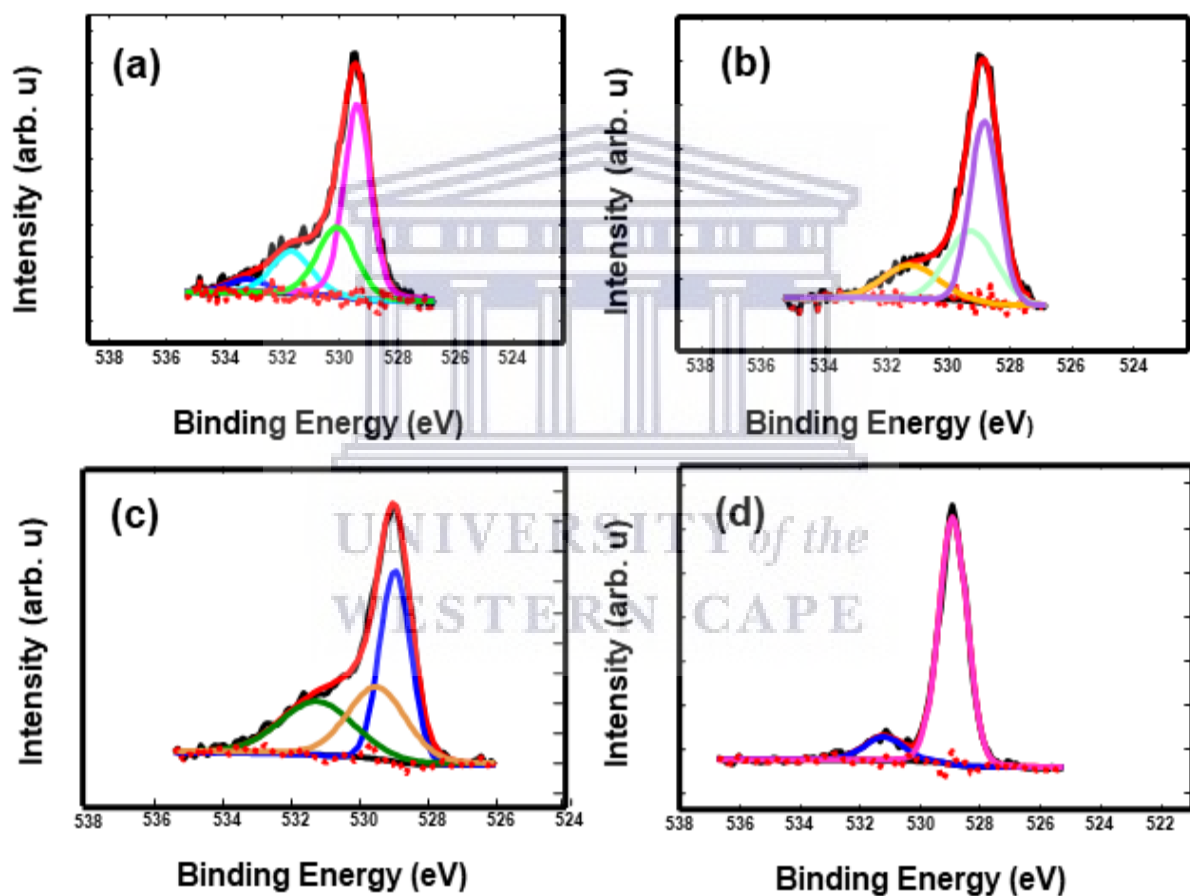 (a)
Intensity (arb. u)
538 536 534 532 530 528 526 524
Binding Energy (eV)
(b)
Intensity (arb. u)
538 536 534 532 530 528 526 524
Binding Energy (eV)
(c)
Intensity (arb. u)
538 536 534 532 530 528 526 524
Binding Energy (eV)
(d)
Intensity (arb. u)
538 536 534 532 530 528 526 524 522
Binding Energy (eV)
UNIVERSITY of the
WESTERN CAPE